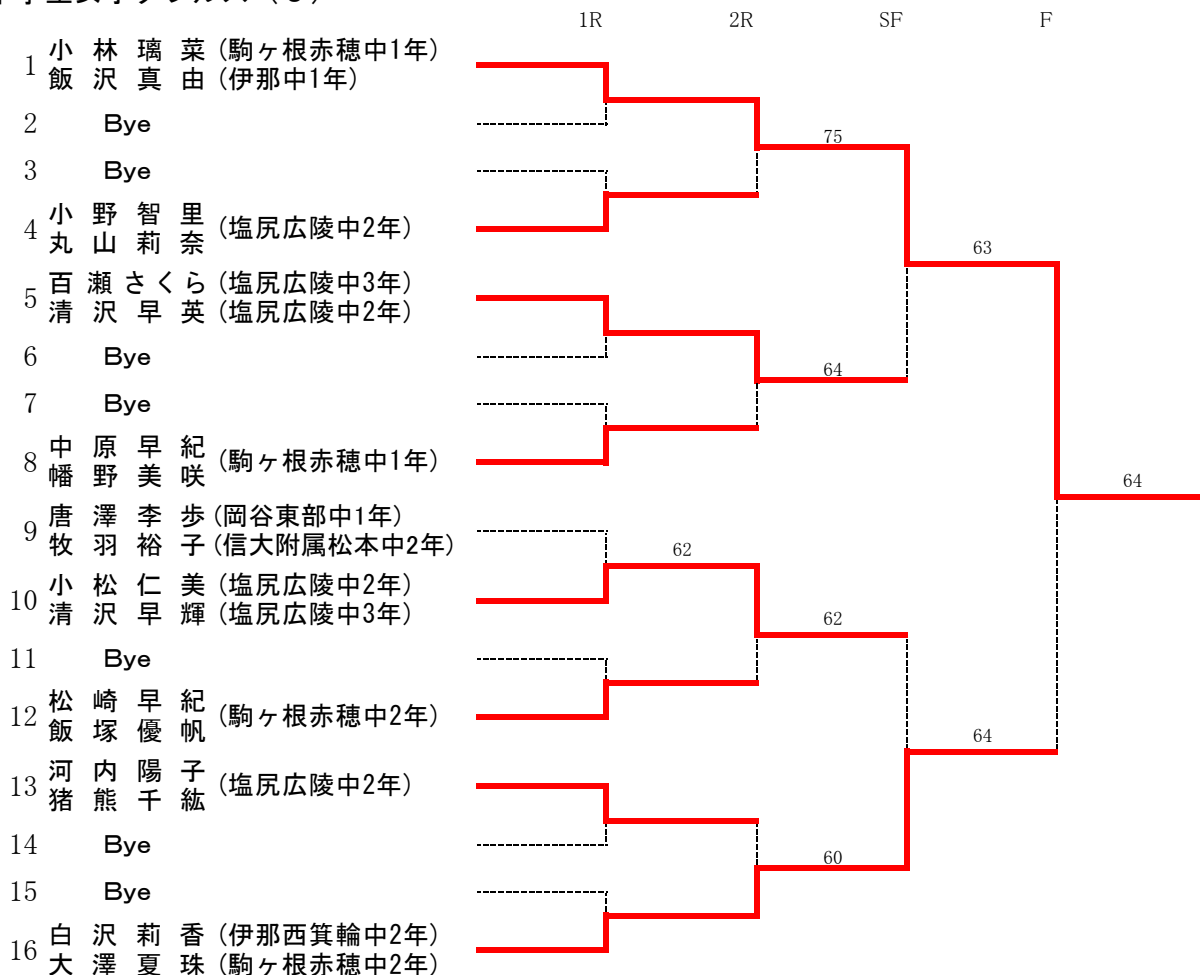 1R 2R SF F
1 小林璃菜 (駒ヶ根赤穂中1年)
飯沢真由 (伊那中1年)
2 Bye
75
3 Bye
4 小野智里
丸山莉奈 (塩尻広陵中2年)
63
5 百瀬さくら (塩尻広陵中3年)
清沢早英 (塩尻広陵中2年)
6 Bye
64
7 Bye
8 中原早紀
幡野美咲 (駒ヶ根赤穂中1年)
64
9 唐澤李歩 (岡谷東部中1年)
牧羽裕子 (信大附属松本中2年)
62
10 小松仁美 (塩尻広陵中2年)
清沢早輝 (塩尻広陵中3年)
62
11 Bye
12 松崎早紀
飯塚優帆 (駒ヶ根赤穂中2年)
64
13 河内陽子
猪熊千紘 (塩尻広陵中2年)
14 Bye
60
15 Bye
16 白沢莉香 (伊那西箕輪中2年)
大澤夏珠 (駒ヶ根赤穂中2年)